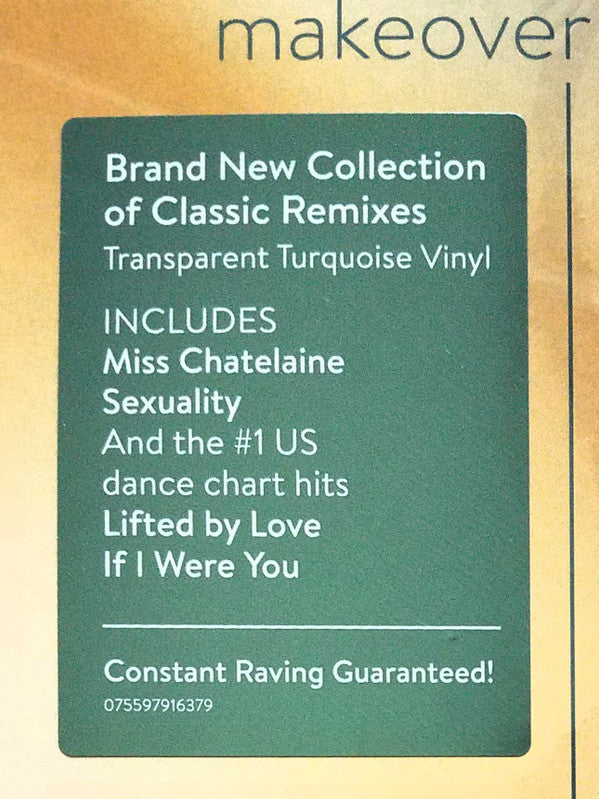 makeover
Brand New Collection
of Classic Remixes
Transparent Turquoise Vinyl
INCLUDES
Miss Chatelaine
Sexuality
And the #1 US
dance chart hits
Lifted by Love
If I Were You
Constant Raving Guaranteed!
075597916379